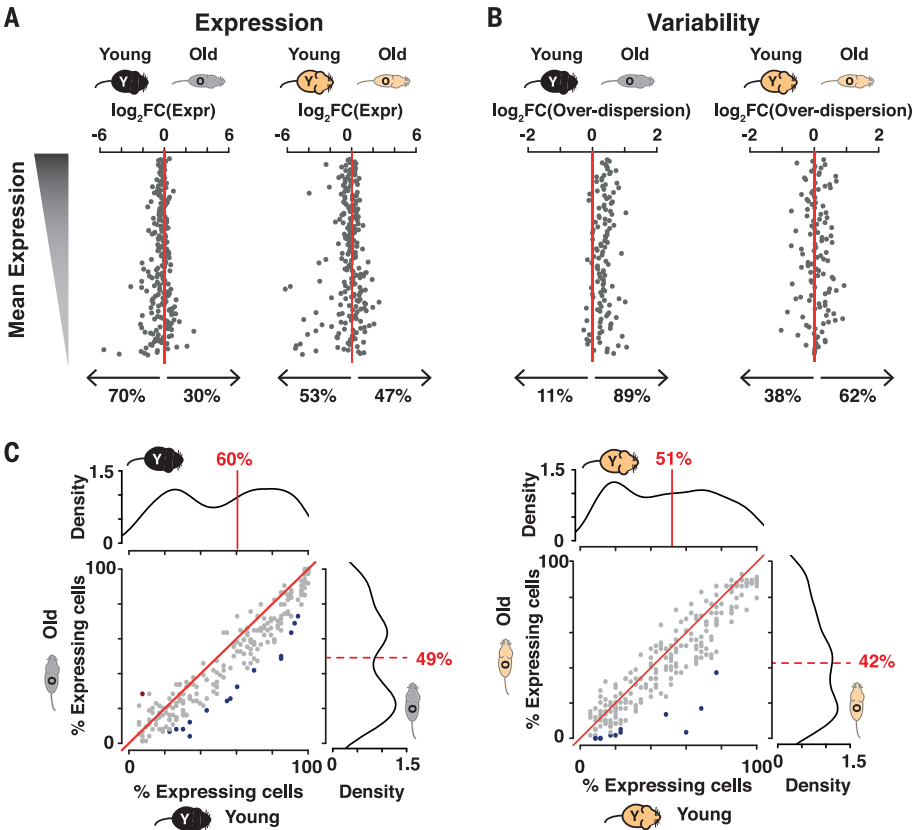 A
Expression
Young
Old
Young
Old
Y
O
Y
O
log2FC(Expr)
log2FC(Expr)
-6 0 6
-6 0 6
Mean Expression
70% 30%
53% 47%
B
Variability
Young
Old
Young
Old
Y
O
Y
O
log2FC(Over-dispersion)
log2FC(Over-dispersion)
-2 0 2
-2 0 2
11% 89%
38% 62%
C
Y
60%
1.5
Density
0
100
Old
O
% Expressing cells
0
0 100
% Expressing cells
Y Young
49%
O
0 1.5
Density
Y
51%
1.5
Density
0
100
Old
O
% Expressing cells
0
0 100
% Expressing cells
Y Young
42%
O
0 1.5
Density